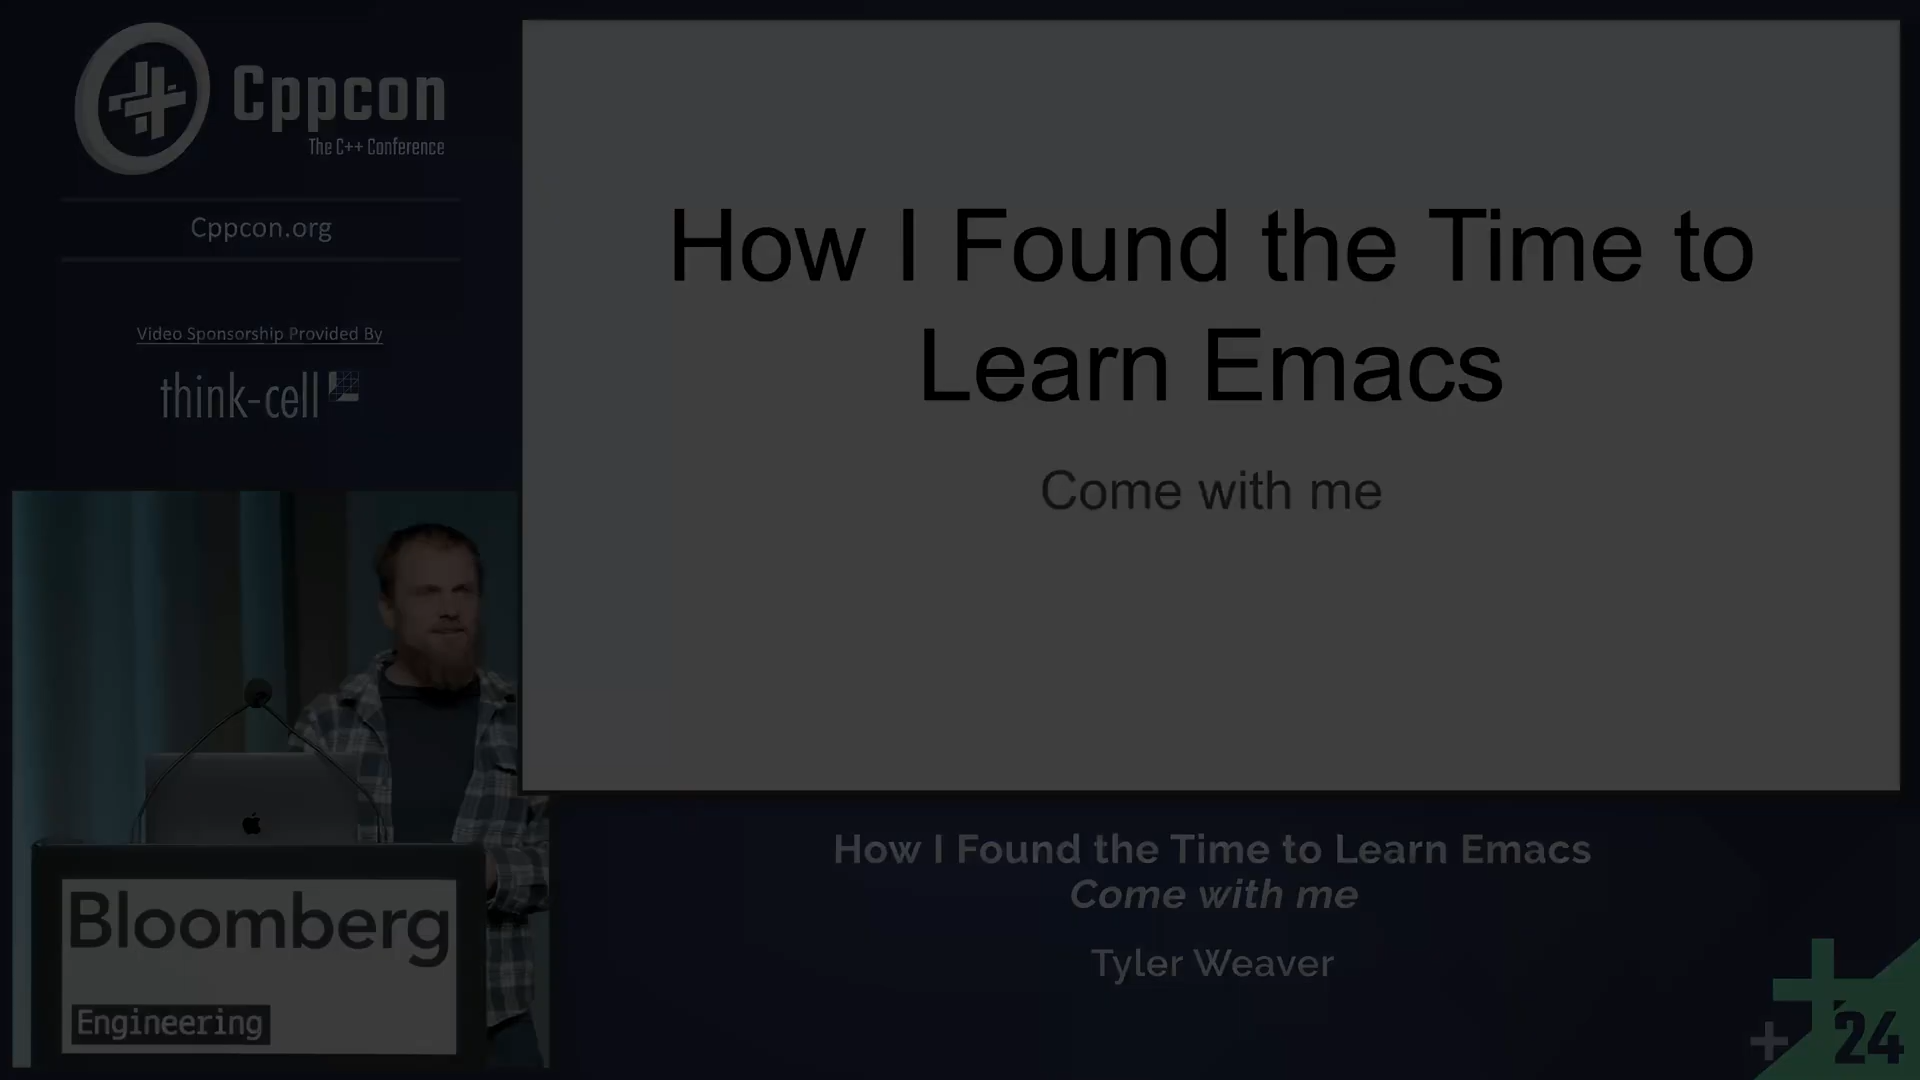 Cppcon
The C++ Conference
Cppcon.org
Video Sponsorship Provided By
think-cell
How I Found the Time to
Learn Emacs
Come with me
Bloomberg
Engineering
How I Found the Time to Learn Emacs
Come with me
Tyler Weaver
24